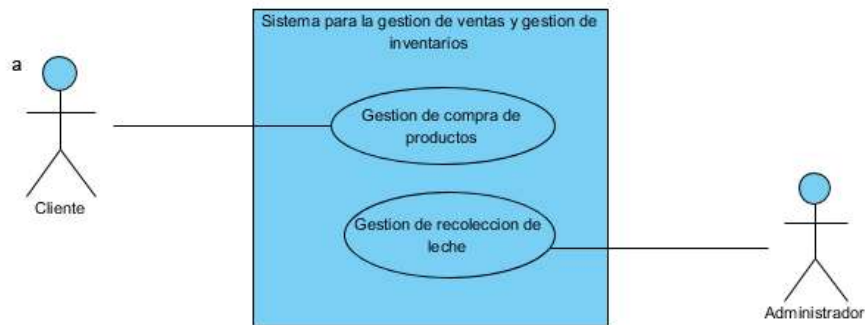 Sistema para la gestion de ventas y gestion de
inventarios
a
Gestion de compra de
productos
Cliente
Gestion de recoleccion de
leche
Administrador